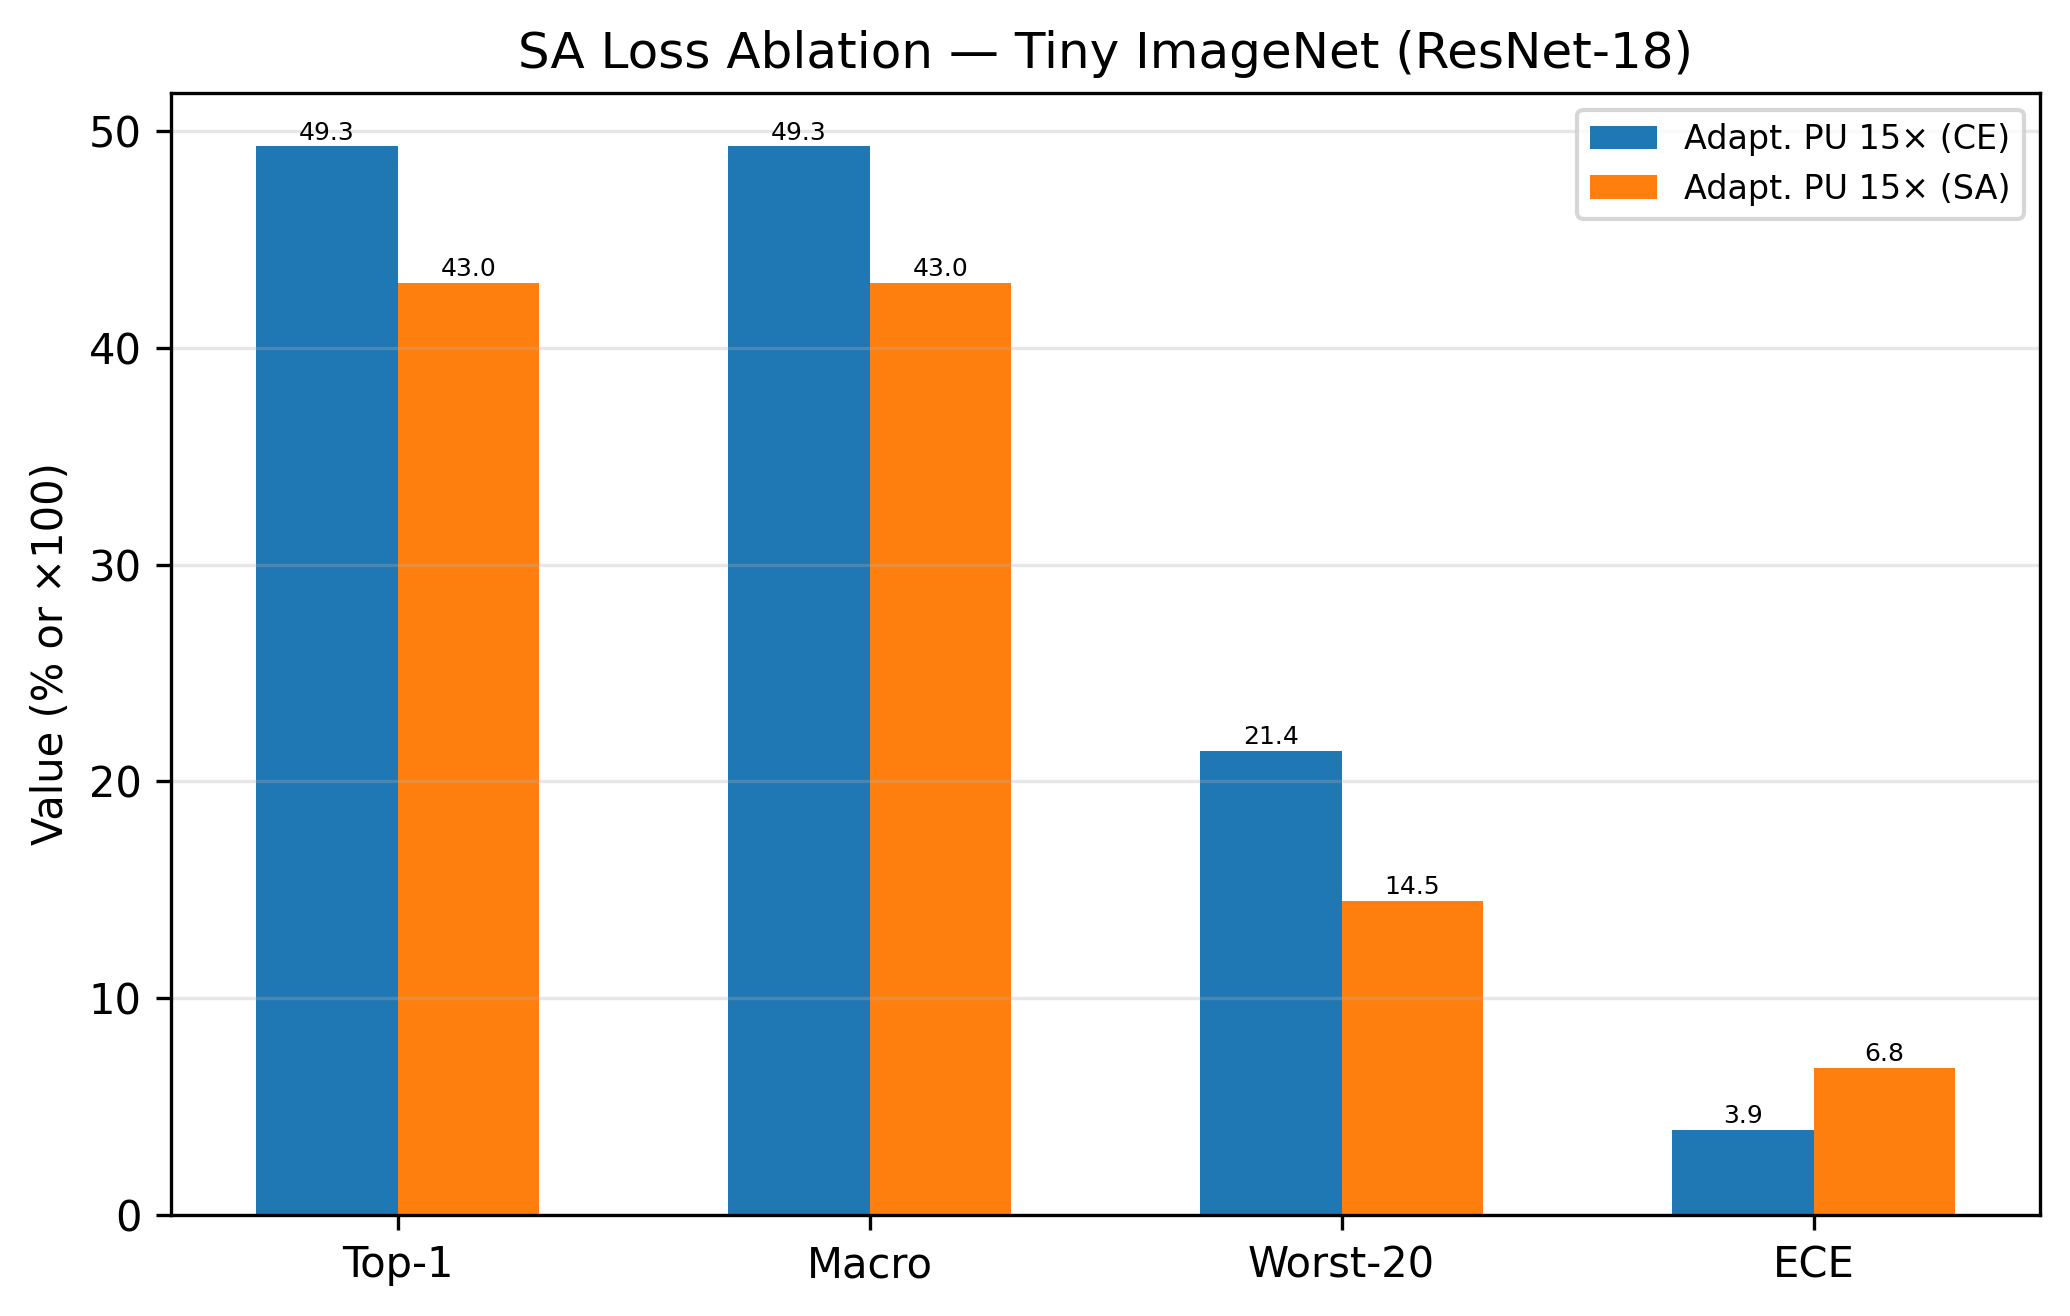 SA Loss Ablation — Tiny ImageNet (ResNet-18)
Adapt. PU 15× (CE)
Adapt. PU 15× (SA)
Value (% or ×100)
50
40
30
20
10
0
49.3
43.0
49.3
43.0
21.4
14.5
3.9
6.8
Top-1
Macro
Worst-20
ECE